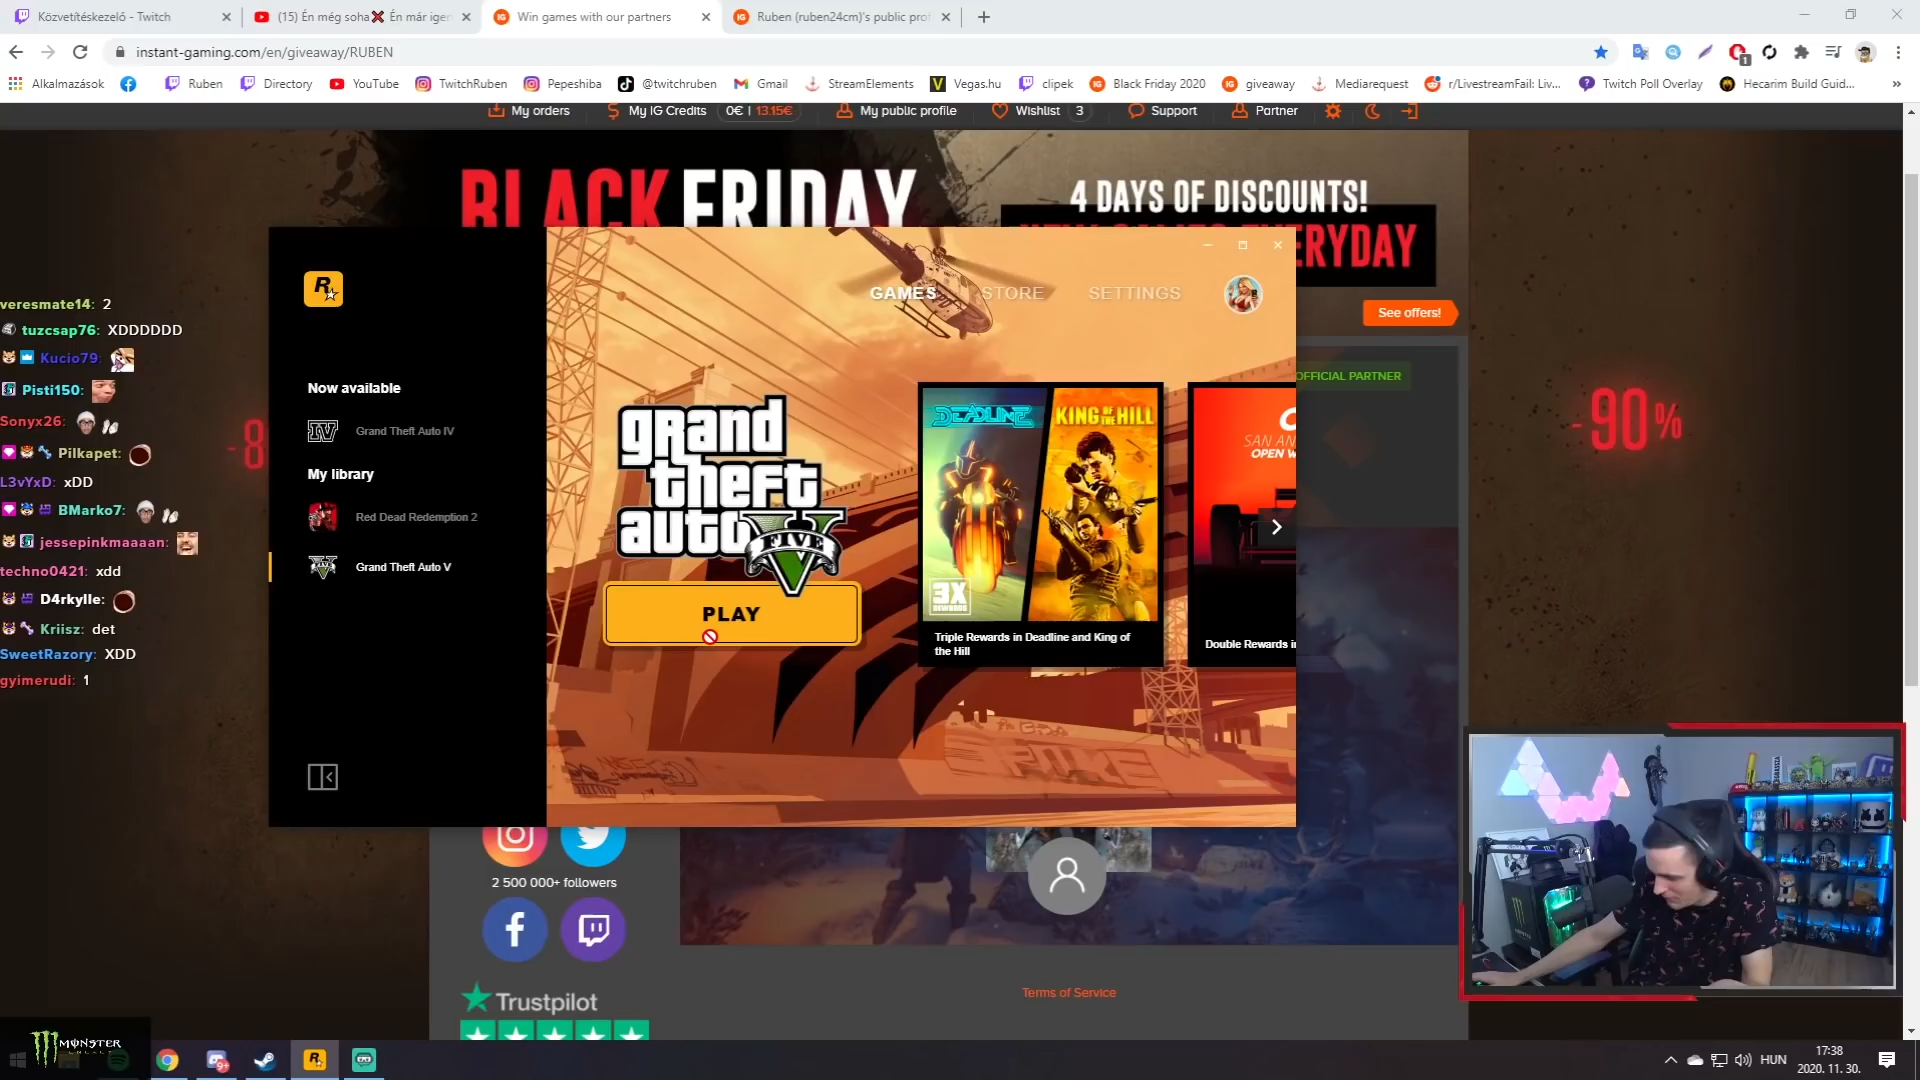 Közvetítéskezelő - Twitch
(15) Én még soha❌ Én már iger
Win games with our partners
Ruben (ruben24cm)'s public prof
instant-gaming.com/en/giveaway/RUBEN
Alkalmazások
Ruben
Directory
YouTube
TwitchRuben
Pepeshiba
@twitchruben
Gmail
StreamElements
Vegas.hu
clipek
Black Friday 2020
giveaway
Mediarequest
r/LivestreamFail: Liv...
Twitch Poll Overlay
Hecarim Build Guid...
»
My orders
My IG Credits
0€ | 13.15€
My public profile
Wishlist
3
Support
Partner
BLACK FRIDAY
4 DAYS OF DISCOUNTS!
See offers!
OFFICIAL PARTNER
-90%
GAMES
STORE
SETTINGS
Now available
Grand Theft Auto IV
My library
Red Dead Redemption 2
Grand Theft Auto V
grand
theft
auto
FIVE
PLAY
DEADLINE
KING OF THE HILL
3X
REWARDS
Triple Rewards in Deadline and King of
the Hill
Double Rewards i
veresmate14: 2
tuzcsap76: XDDDDDD
Kucio79:
Pisti150:
Sonyx26:
Pilkapet:
L3vYxD: xDD
BMarko7:
jessepinkmaaaan:
techno0421: xdd
D4rkylle:
Kriisz: det
SweetRazory: XDD
gyimerudi: 1
2 500 000+ followers
Trustpilot
Terms of Service
MONSTER
ENERGY
HUN
17:38
2020. 11. 30.